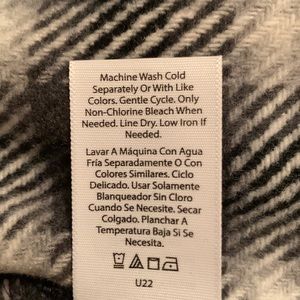 Machine Wash Cold
Separately Or With Like
Colors. Gentle Cycle. Only
Non-Chlorine Bleach When
Needed. Line Dry. Low Iron If
Needed.
Lavar A Máquina Con Agua
Fría Separadamente O Con
Colores Similares. Ciclo
Delicado. Usar Solamente
Blanqueador Sin Cloro
Cuando Se Necesite. Secar
Colgado. Planchar A
Temperatura Baja Si Se
Necesita.
U22